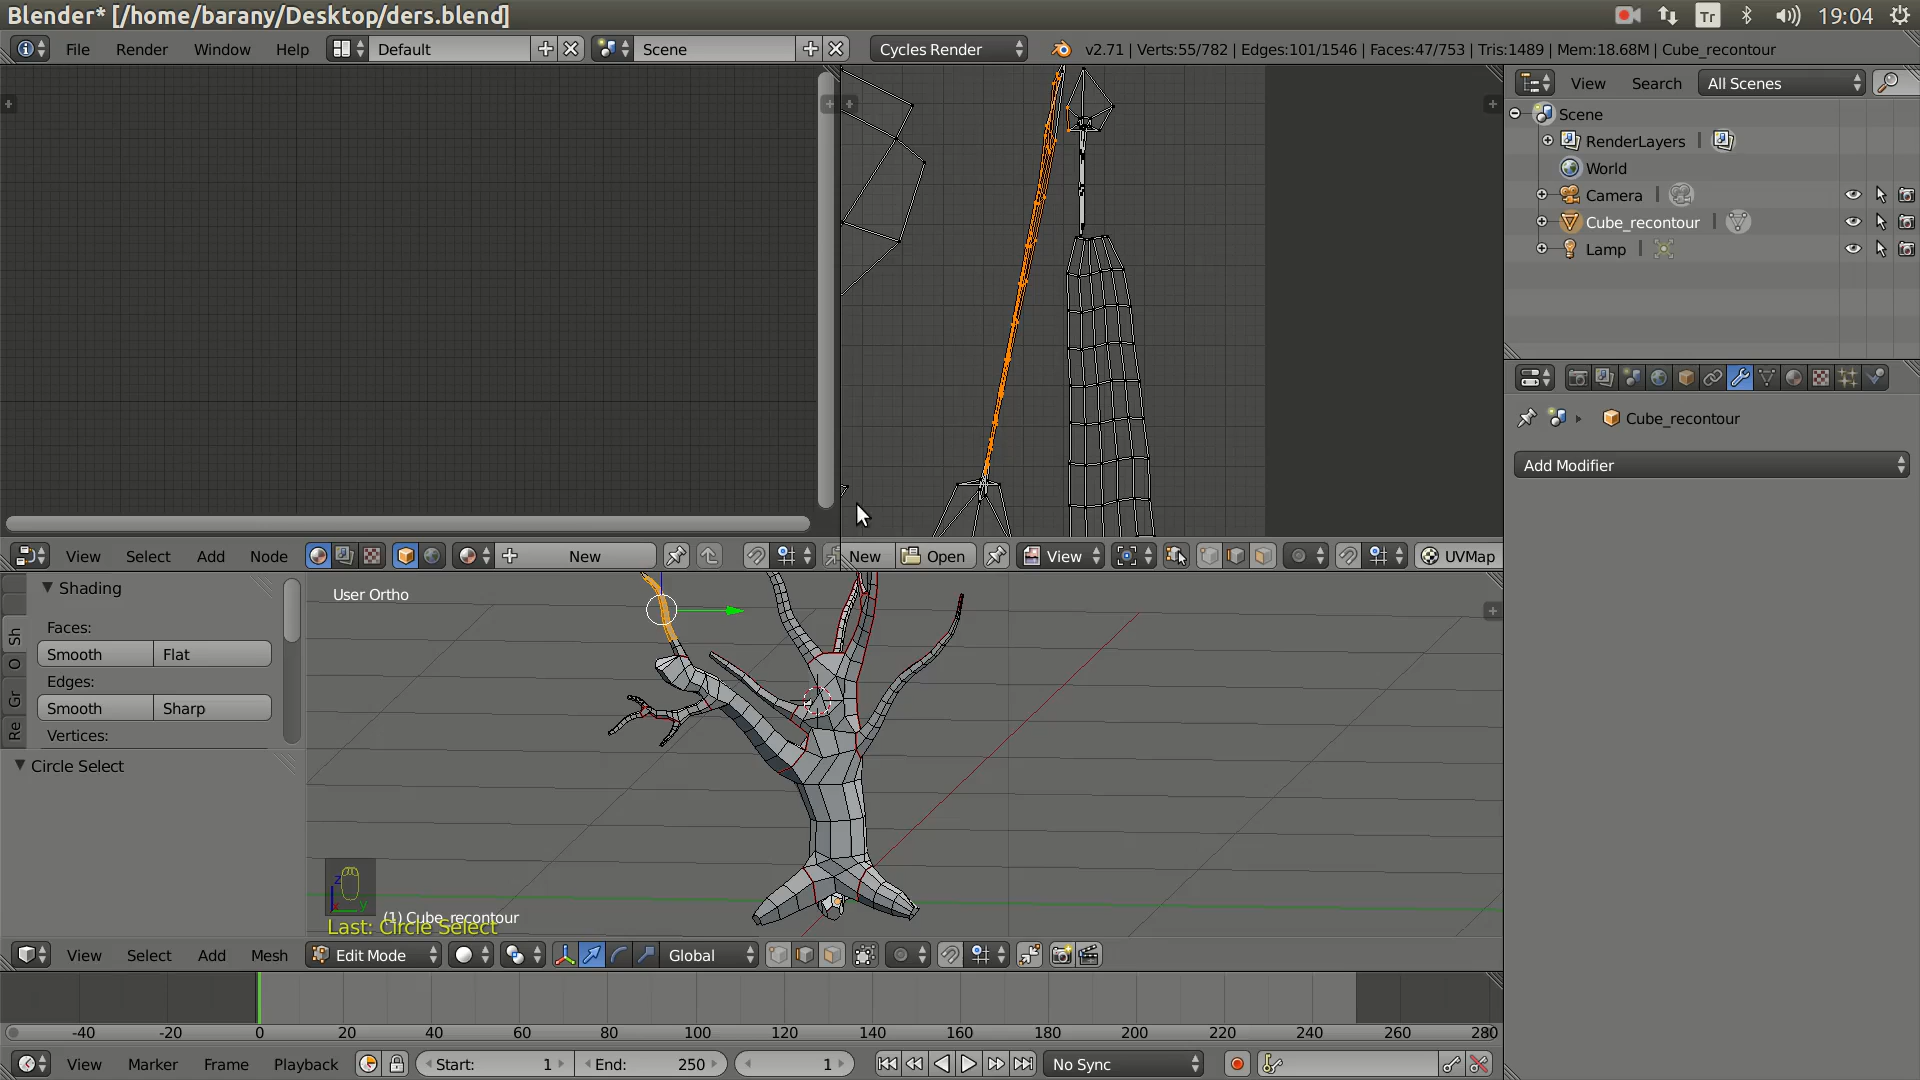 Blender* [/home/barany/Desktop/ders.blend]
Tr
19:04
File Render Window Help Default Scene Cycles Render v2.71 | Verts:55/782 | Edges:101/1546 | Faces:47/753 | Tris:1489 | Mem:18.68M | Cube_recontour
View Search All Scenes
Scene
RenderLayers
World
Camera
Cube_recontour
Lamp
Cube_recontour
Add Modifier
View Select Add Node New
New Open View UVMap
Shading
Faces:
Smooth Flat
Edges:
Smooth Sharp
Vertices:
Sh
O
Gr
Re
Circle Select
User Ortho
z
y
(1) Cube_recontour
Last: Circle Select
View Select Add Mesh Edit Mode Global
-40 -20 0 20 40 60 80 100 120 140 160 180 200 220 240 260 280
View Marker Frame Playback Start: 1 End: 250 1 No Sync